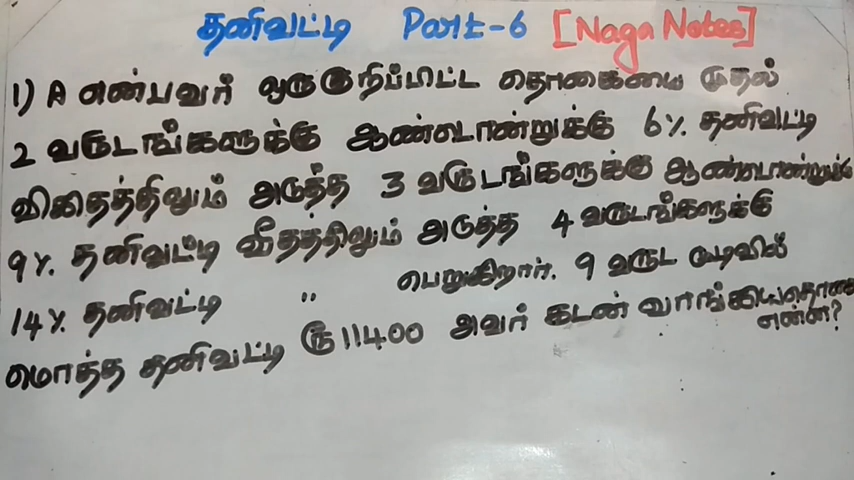 தனிவட்டி Part-6 [Naga Notes]
1) A என்பவர் ஒரு குறிப்பிட்ட தொகையை முதல்
2 வருடங்களுக்கு ஆண்டொன்றுக்கு 6% தனிவட்டி
விதைத்திலும் அடுத்த 3 வருடங்களுக்கு ஆண்டொன்றுக்கு
9% தனிவட்டி வீதத்திலும் அடுத்த 4 வருடங்களுக்கு
14% தனிவட்டி " பெறுகிறார். 9 வருட முடிவில்
மொத்த தனிவட்டி ரூ 11400 அவர் கடன் வாங்கியதொகை
என்ன?